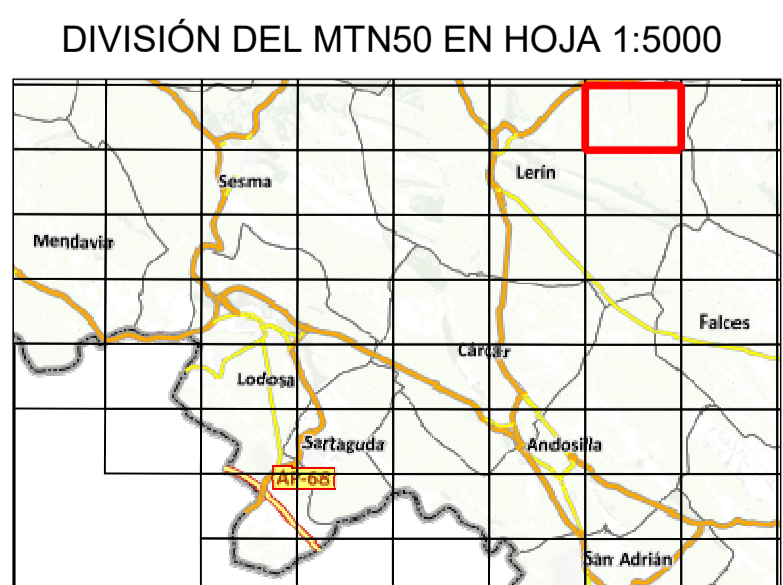 DIVISIÓN DEL MTN50 EN HOJA 1:5000
Lerín
Sesma
Mendavia
Falces
Cárcar
Lodosa
Sartaguda
Andosilla
AP-68
San Adrián